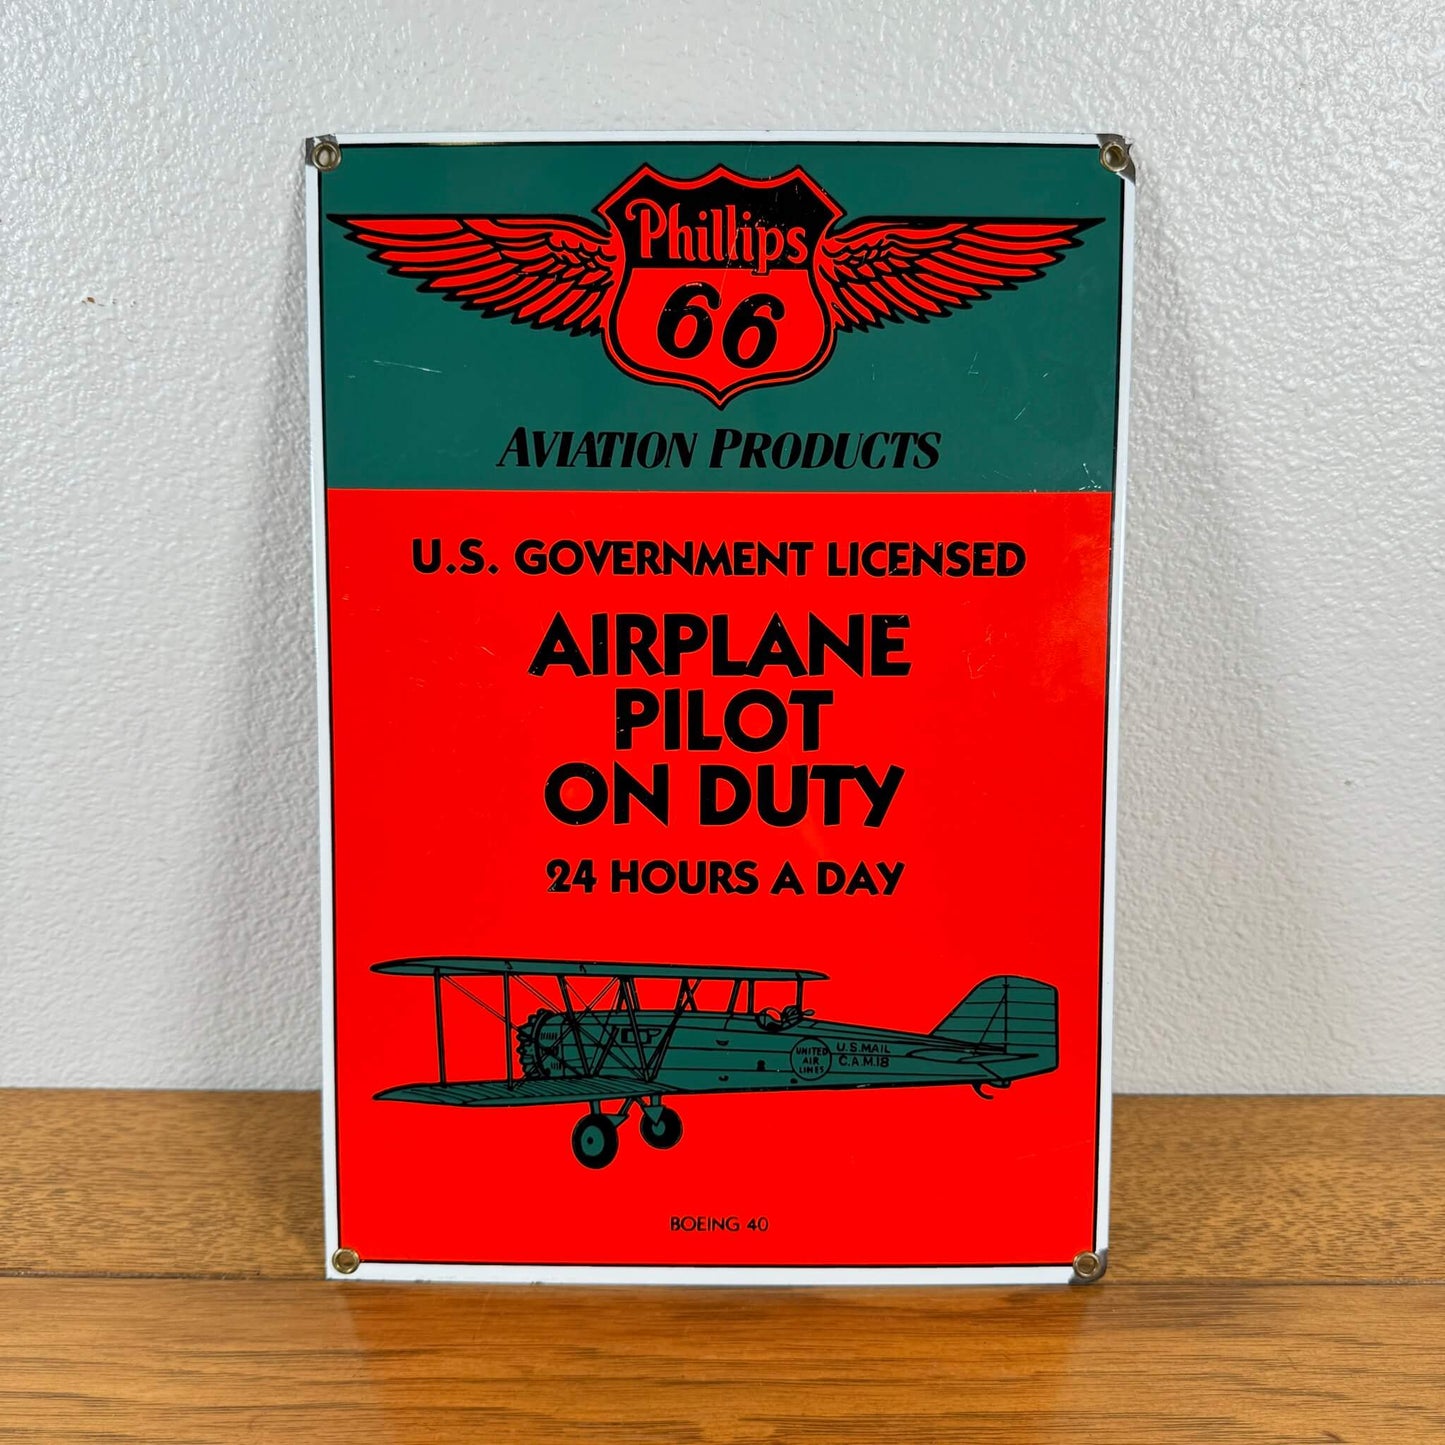 Phillips
66
AVIATION PRODUCTS
U.S. GOVERNMENT LICENSED
AIRPLANE
PILOT
ON DUTY
24 HOURS A DAY
UNITED
AIR
LINES
U.S.MAIL
C.A.M.18
BOEING 40